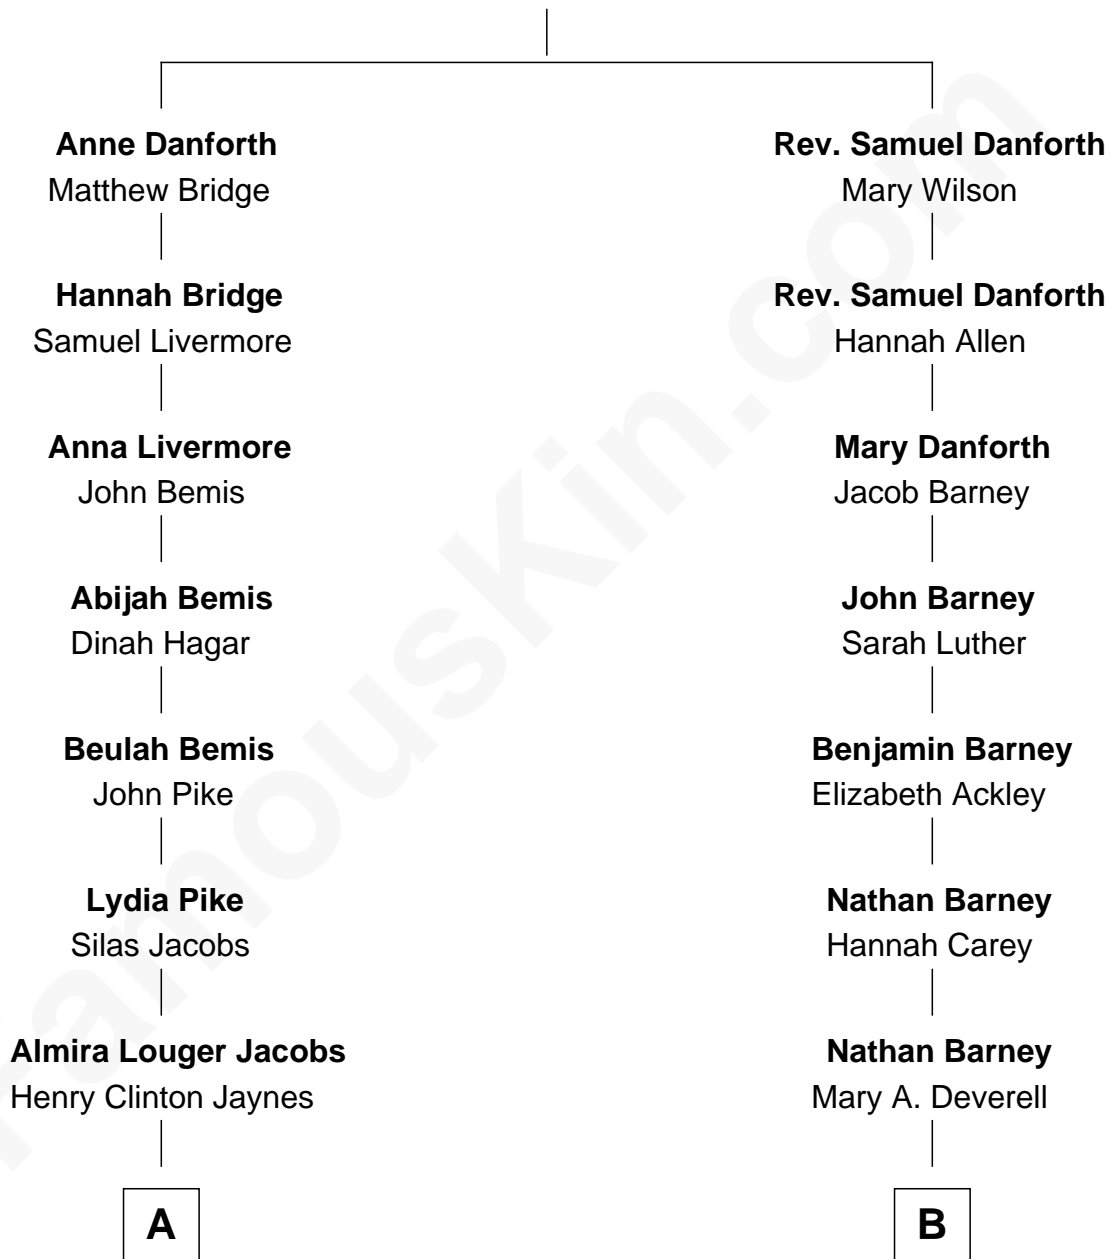 Anne Danforth
Matthew Bridge
Hannah Bridge
Samuel Livermore
Anna Livermore
John Bemis
Abijah Bemis
Dinah Hagar
Beulah Bemis
John Pike
Lydia Pike
Silas Jacobs
Almira Louger Jacobs
Henry Clinton Jaynes
A
Rev. Samuel Danforth
Mary Wilson
Rev. Samuel Danforth
Hannah Allen
Mary Danforth
Jacob Barney
John Barney
Sarah Luther
Benjamin Barney
Elizabeth Ackley
Nathan Barney
Hannah Carey
Nathan Barney
Mary A. Deverell
B
FamousKin.com